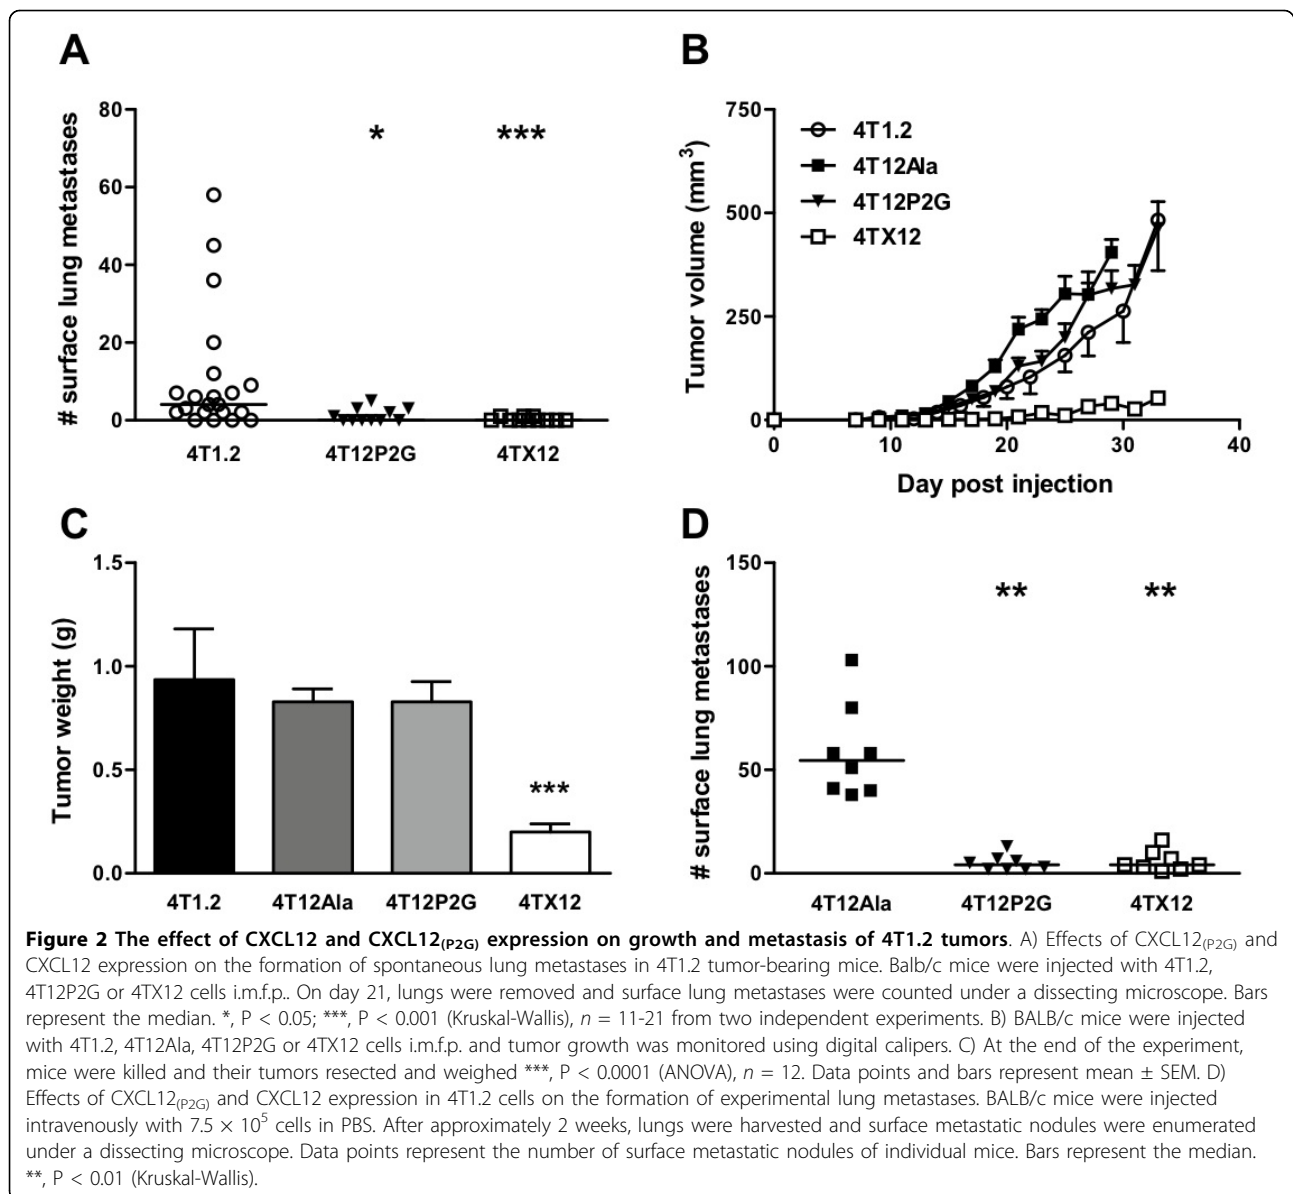 A
# surface lung metastases
80
60
40
20
0
* ***
4T1.2 4T12P2G 4TX12
B
Tumor volume (mm³)
750
500
250
0
4T1.2
4T12Ala
4T12P2G
4TX12
0 10 20 30 40
Day post injection
C
Tumor weight (g)
1.5
1.0
0.5
0.0
***
4T1.2 4T12Ala 4T12P2G 4TX12
D
# surface lung metastases
150
100
50
0
** **
4T12Ala 4T12P2G 4TX12
Figure 2 The effect of CXCL12 and CXCL12(P2G) expression on growth and metastasis of 4T1.2 tumors. A) Effects of CXCL12(P2G) and
CXCL12 expression on the formation of spontaneous lung metastases in 4T1.2 tumor-bearing mice. Balb/c mice were injected with 4T1.2,
4T12P2G or 4TX12 cells i.m.f.p.. On day 21, lungs were removed and surface lung metastases were counted under a dissecting microscope. Bars
represent the median. *, P < 0.05; ***, P < 0.001 (Kruskal-Wallis), n = 11-21 from two independent experiments. B) BALB/c mice were injected
with 4T1.2, 4T12Ala, 4T12P2G or 4TX12 cells i.m.f.p. and tumor growth was monitored using digital calipers. C) At the end of the experiment,
mice were killed and their tumors resected and weighed ***, P < 0.0001 (ANOVA), n = 12. Data points and bars represent mean ± SEM. D)
Effects of CXCL12(P2G) and CXCL12 expression in 4T1.2 cells on the formation of experimental lung metastases. BALB/c mice were injected
intravenously with 7.5 × 10⁵ cells in PBS. After approximately 2 weeks, lungs were harvested and surface metastatic nodules were enumerated
under a dissecting microscope. Data points represent the number of surface metastatic nodules of individual mice. Bars represent the median.
**, P < 0.01 (Kruskal-Wallis).